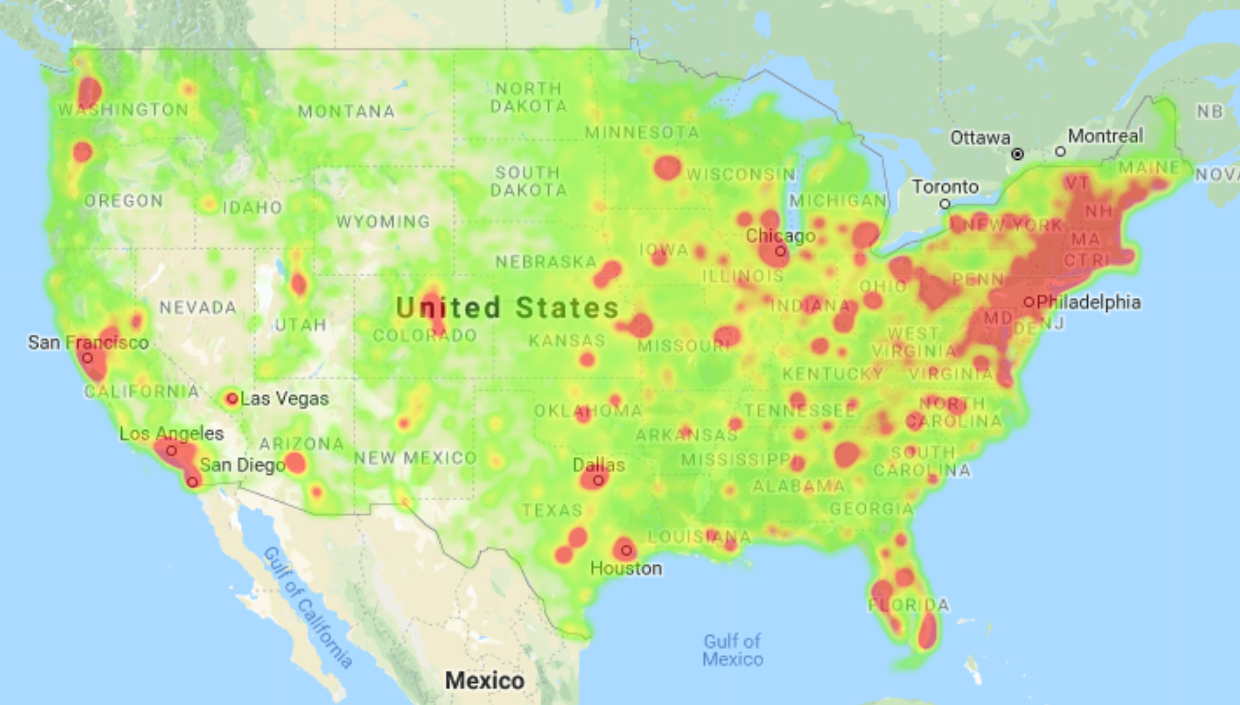 NB
WASHINGTON
MONTANA
NORTH
DAKOTA
MINNESOTA
Ottawa
Montreal
MAINE
NOVA
VT
SOUTH
DAKOTA
WISCONSIN
OREGON
IDAHO
WYOMING
MICHIGAN
Toronto
NEW YORK
NH
MA
CTRI
Chicago
IOWA
NEBRASKA
ILLINOIS
INDIANA
OHIO
PENN
Philadelphia
NEVADA
UTAH
United States
COLORADO
KANSAS
MISSOURI
WEST
VIRGINIA
MD
DENJ
San Francisco
CALIFORNIA
Las Vegas
KENTUCKY
VIRGINIA
OKLAHOMA
TENNESSEE
NORTH
CAROLINA
Los Angeles
ARIZONA
NEW MEXICO
ARKANSAS
San Diego
Dallas
MISSISSIPPI
SOUTH
CAROLINA
ALABAMA
TEXAS
GEORGIA
LOUISIANA
Houston
Gulf of California
FLORIDA
Gulf of
Mexico
Mexico